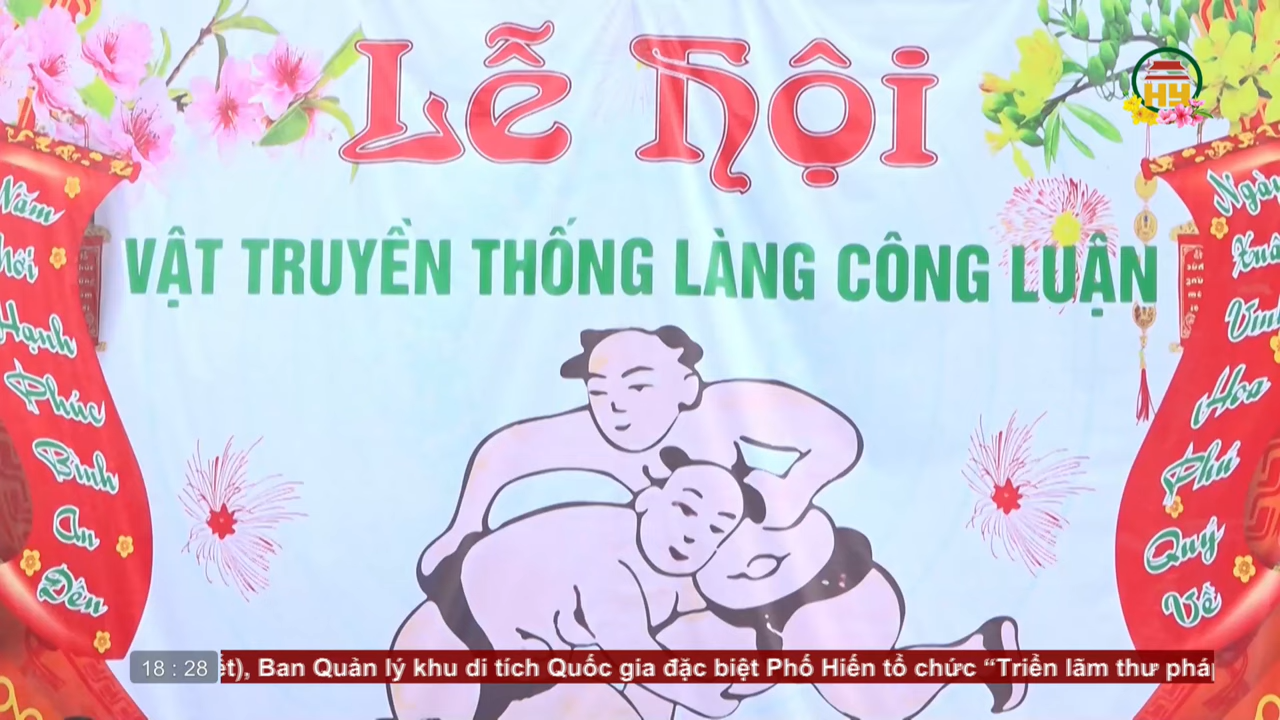 Lễ Hội
HY
VẬT TRUYỀN THỐNG LÀNG CÔNG LUẬN
Năm
Mới
Hạnh
Phúc
Bình
An
Đến
Ngày
Xuân
Vinh
Hoa
Phú
Quý
Về
18 : 28
ết), Ban Quản lý khu di tích Quốc gia đặc biệt Phố Hiến tổ chức “Triển lãm thư pháp